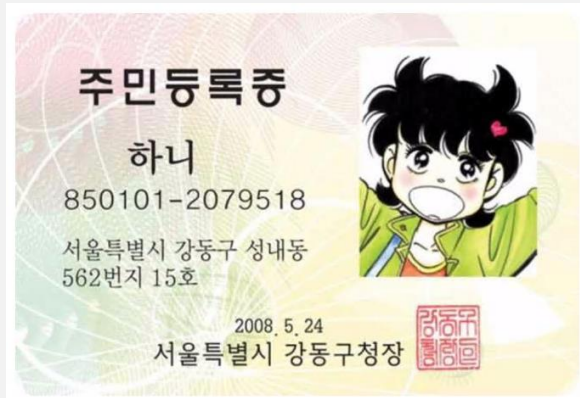 주민등록증
하니
850101-2079518
서울특별시 강동구 성내동
562번지 15호
2008.5.24
서울특별시 강동구청장